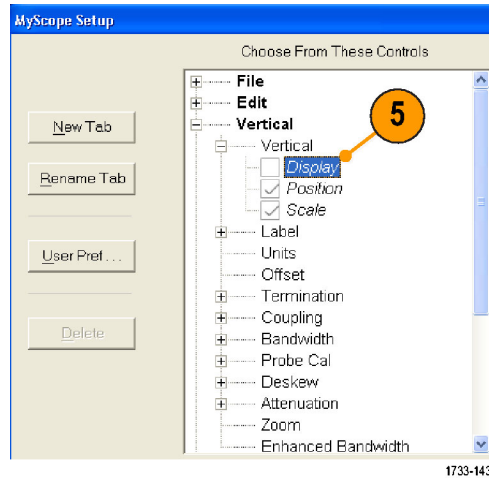 MyScope Setup
Choose From These Controls
New Tab
Rename Tab
User Pref . . .
Delete
File
Edit
Vertical
Vertical
Display
Position
Scale
Label
Units
Offset
Termination
Coupling
Bandwidth
Probe Cal
Deskew
Attenuation
Zoom
Enhanced Bandwidth
5
1733-143